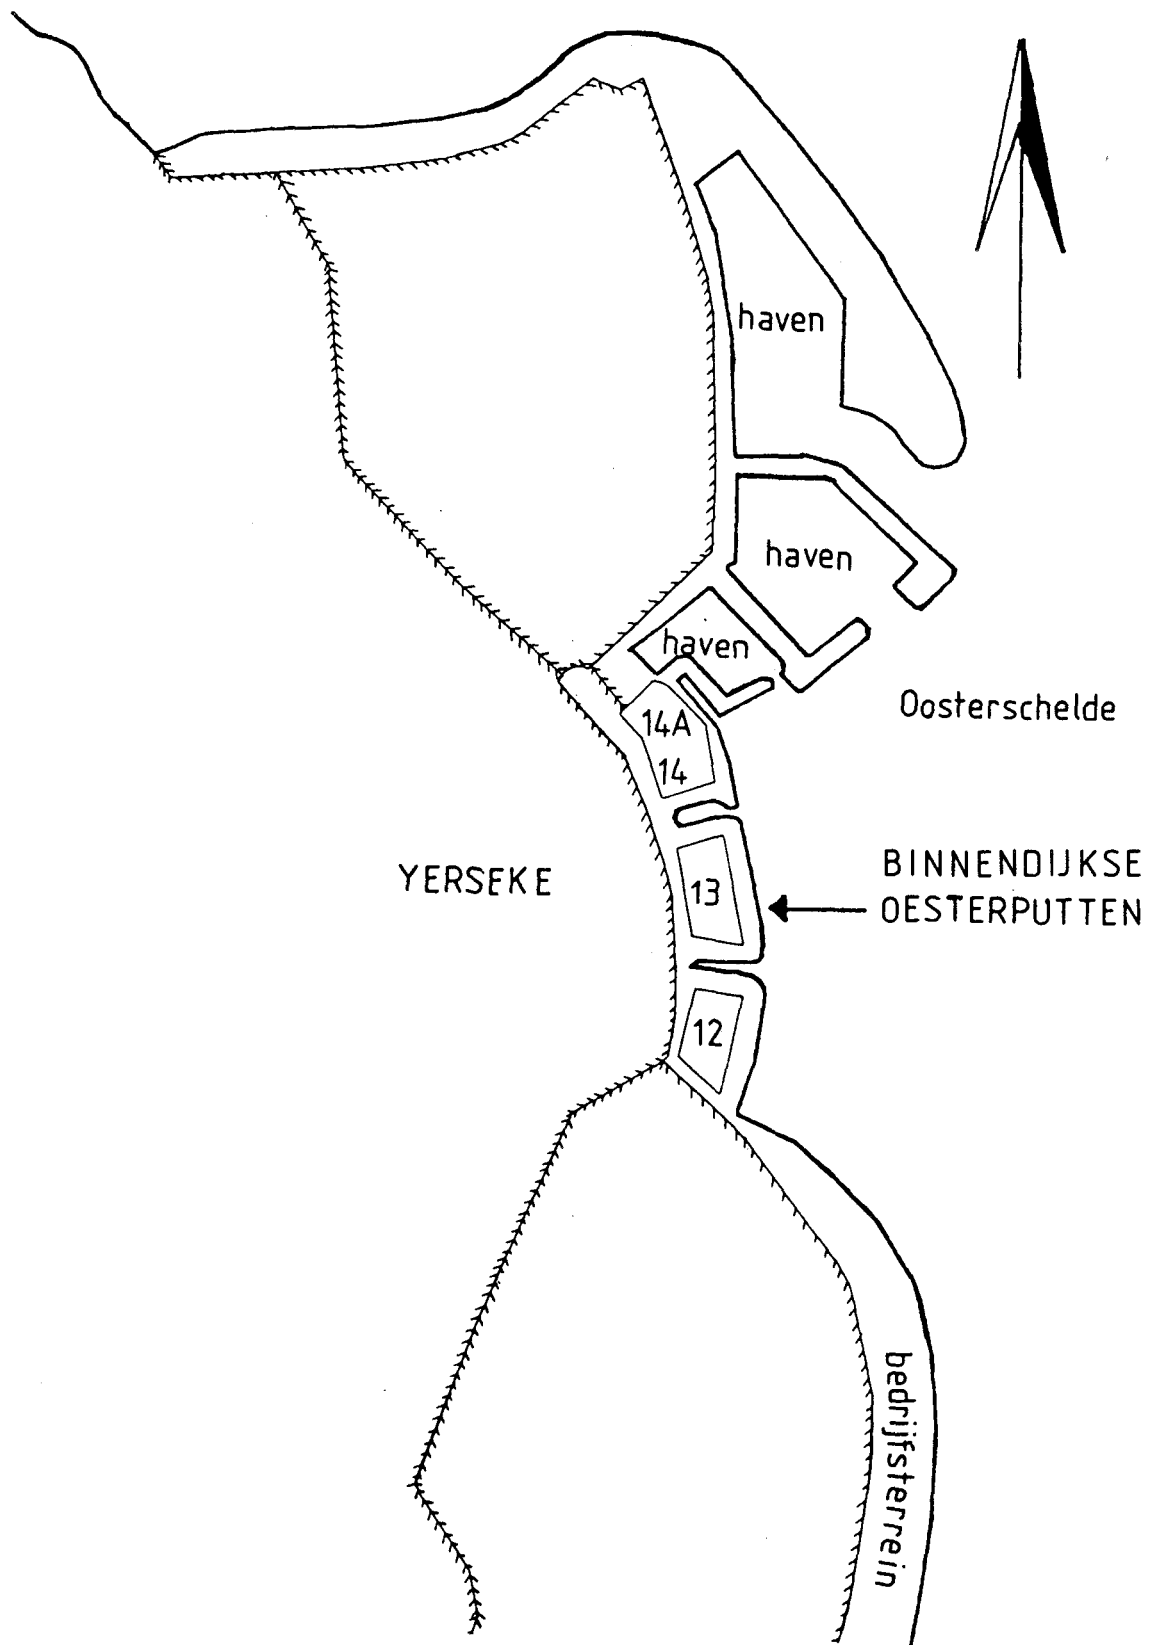 haven
haven
haven
Oosterschelde
14A
14
YERSEKE
BINNENDIJKSE
OESTERPUTTEN
13
12
bedrijfsterrein